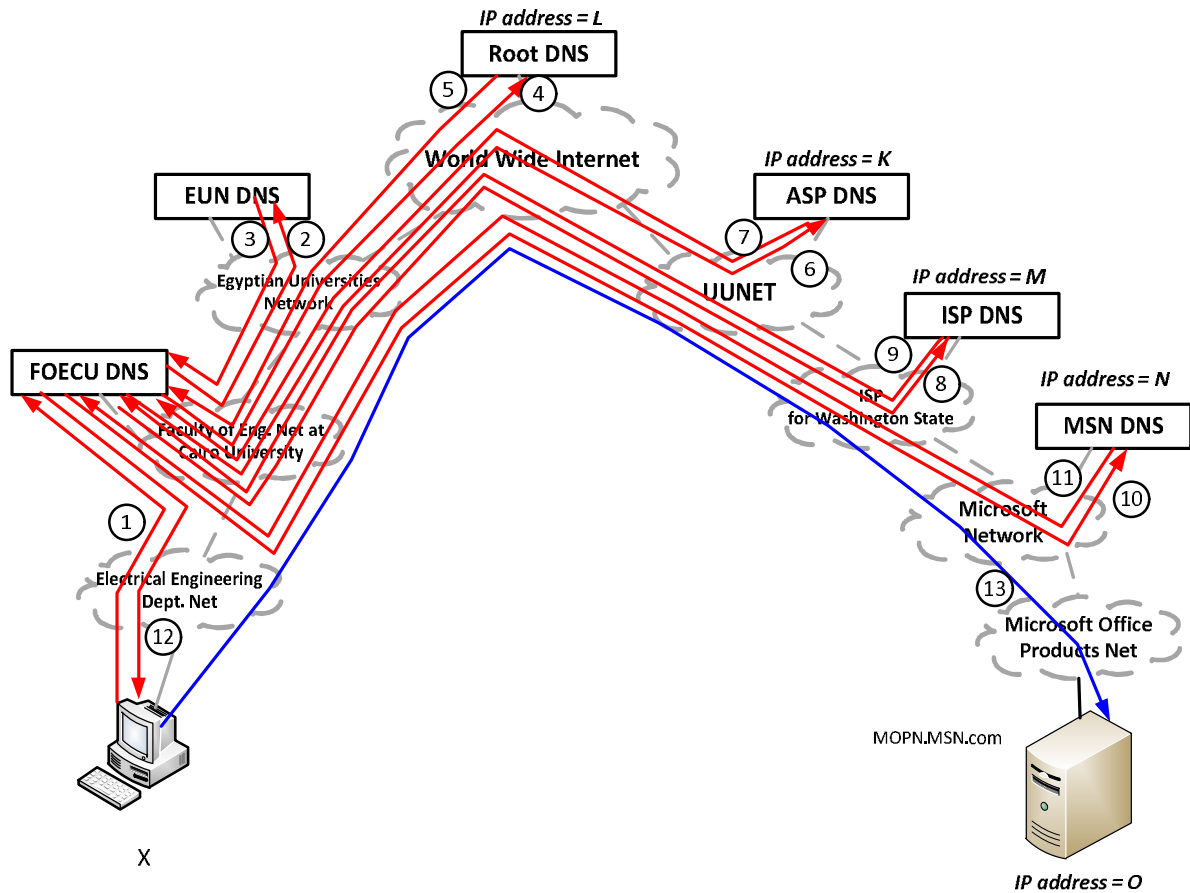 IP address = L
Root DNS
5
4
World Wide Internet
IP address = K
EUN DNS
ASP DNS
3
2
7
6
Egyptian Universities
Network
UUNET
IP address = M
ISP DNS
FOECU DNS
9
8
IP address = N
ISP
for Washington State
MSN DNS
Faculty of Eng. Net at
Cairo University
11
10
1
Microsoft
Network
Electrical Engineering
Dept. Net
13
12
Microsoft Office
Products Net
MOPN.MSN.com
X
IP address = O